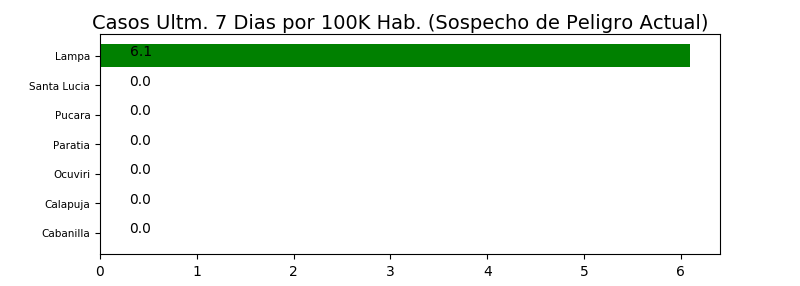 Casos Ultm. 7 Dias por 100K Hab. (Sospecho de Peligro Actual)
Lampa 6.1
Santa Lucia 0.0
Pucara 0.0
Paratia 0.0
Ocuviri 0.0
Calapuja 0.0
Cabanilla 0.0
0 1 2 3 4 5 6